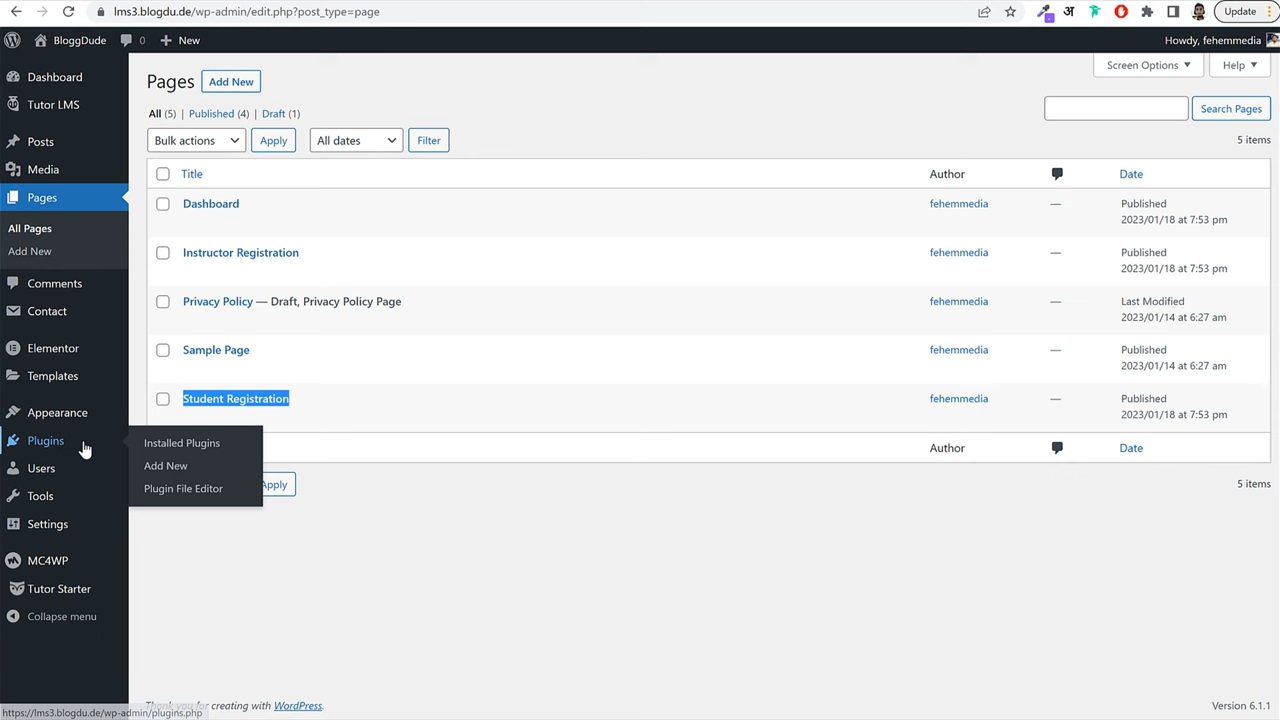 lms3.blogdu.de/wp-admin/edit.php?post_type=page
अ
Update
BloggDude
0
New
Howdy, fehemmedia
Dashboard
Tutor LMS
Posts
Media
Pages
All Pages
Add New
Comments
Contact
Elementor
Templates
Appearance
Plugins
Users
Tools
Settings
MC4WP
Tutor Starter
Collapse menu
Installed Plugins
Add New
Plugin File Editor
Pages
Add New
Screen Options
Help
All (5) | Published (4) | Draft (1)
Search Pages
Bulk actions
Apply
All dates
Filter
5 items
Title Author Date
Dashboard fehemmedia — Published
2023/01/18 at 7:53 pm
Instructor Registration fehemmedia — Published
2023/01/18 at 7:53 pm
Privacy Policy — Draft, Privacy Policy Page fehemmedia — Last Modified
2023/01/14 at 6:27 am
Sample Page fehemmedia — Published
2023/01/14 at 6:27 am
Student Registration fehemmedia — Published
2023/01/18 at 7:53 pm
Author Date
Apply
5 items
Thank you for creating with WordPress.
Version 6.1.1
https://lms3.blogdu.de/wp-admin/plugins.php